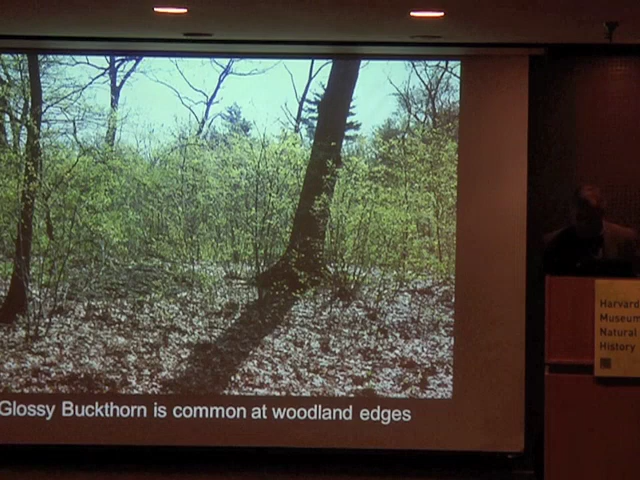 Glossy Buckthorn is common at woodland edges
Harvard
Museum
Natural
History